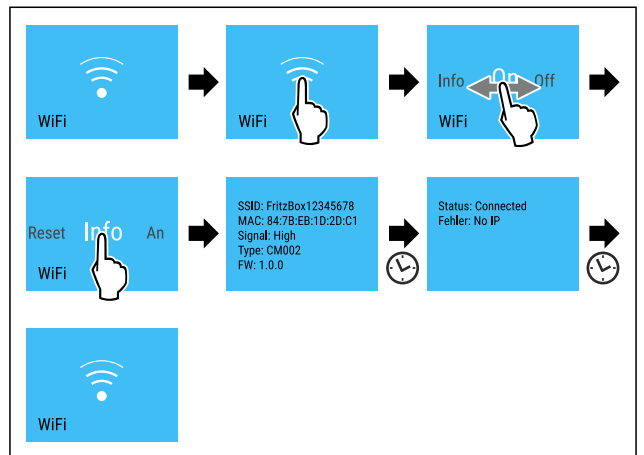 WiFi
WiFi
Info On Off
WiFi
Reset Info An
WiFi
SSID: FritzBox12345678
MAC: 84:7B:EB:1D:2D:C1
Signal: High
Type: CM002
FW: 1.0.0
Status: Connected
Fehler: No IP
WiFi